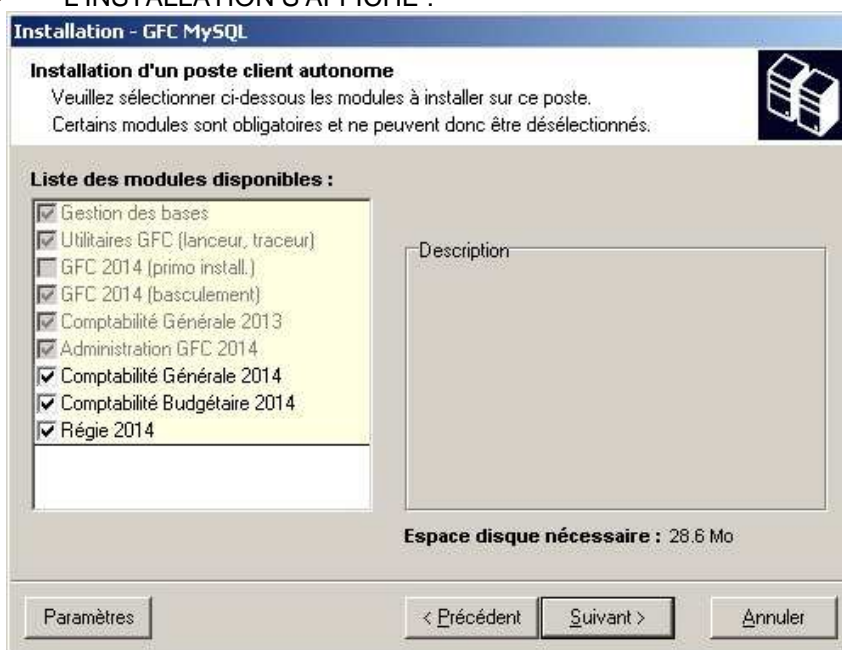 L'INSTALLATION S'AFFICHE :
Installation - GFC MySQL
Installation d'un poste client autonome
Veuillez sélectionner ci-dessous les modules à installer sur ce poste.
Certains modules sont obligatoires et ne peuvent donc être désélectionnés.
Liste des modules disponibles :
Gestion des bases
Utilitaires GFC (lanceur, traceur)
GFC 2014 (primo install.)
GFC 2014 (basculement)
Comptabilité Générale 2013
Administration GFC 2014
Comptabilité Générale 2014
Comptabilité Budgétaire 2014
Régie 2014
Description
Espace disque nécessaire : 28.6 Mo
Paramètres
< Précédent
Suivant >
Annuler